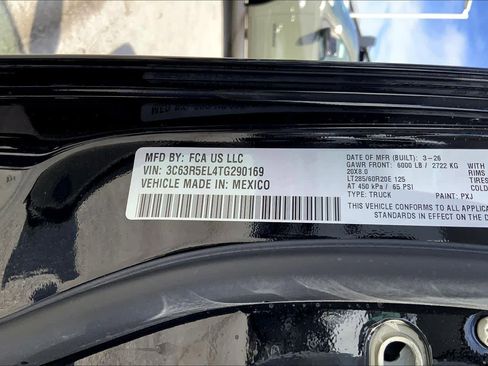 MFD BY: FCA US LLC
VIN: 3C63R5EL4TG290169
VEHICLE MADE IN: MEXICO
DATE OF MFR (BUILT): 3-26
GAWR FRONT: 6000 LB / 2722 KG WITH
20X8.0 RIMS
LT285/60R20E 125
AT 450 kPa / 65 PSI COLD
THIS VEHICLE CONFORMS TO ALL APPLICABLE
STANDARDS IN EFFECT ON THE D
TYPE: TRUCK PAINT: PXJ